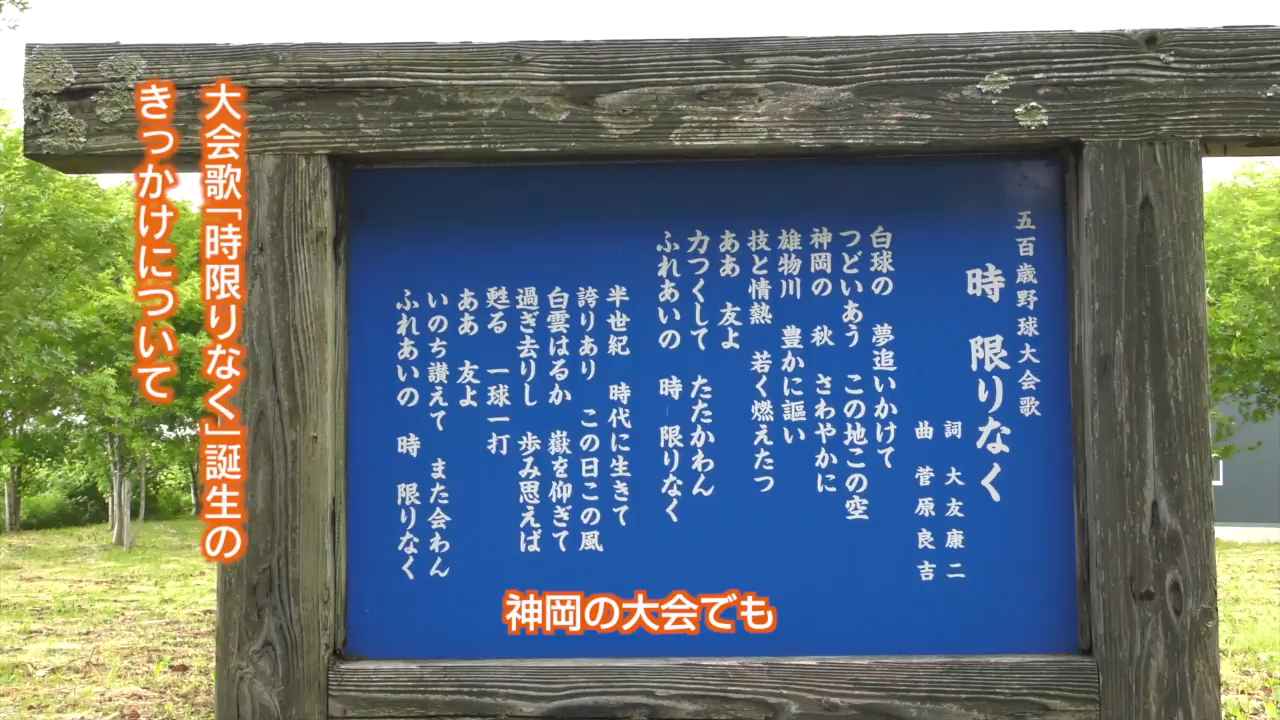 大会歌「時限りなく」誕生の
きっかけについて
五百歳野球大会歌
時 限りなく
詞 大友康二
曲 菅原良吉
白球の 夢追いかけて
つどいあう この地この空
神岡の 秋 さわやかに
雄物川 豊かに謳い
技と情熱 若く燃えたつ
ああ 友よ
力つくして たたかわん
ふれあいの 時 限りなく
半世紀 時代に生きて
誇りあり この日この風
白雲はるか 嶽を仰ぎて
過ぎ去りし 歩み思えば
甦る 一球一打
ああ 友よ
いのち讃えて また会わん
ふれあいの 時 限りなく
神岡の大会でも